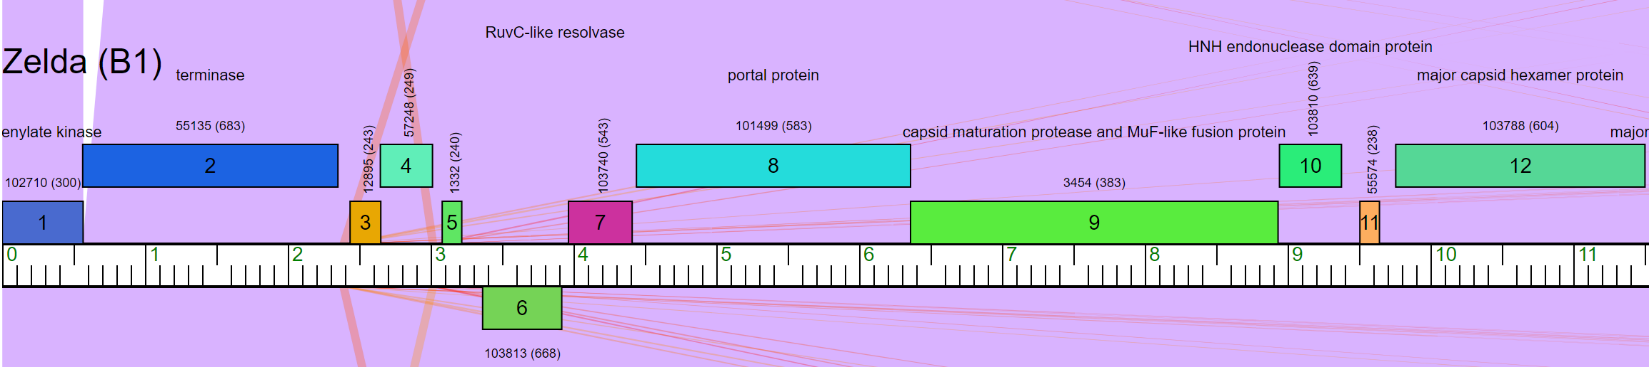 RuvC-like resolvase
HNH endonuclease domain protein
Zelda (B1)
terminase
portal protein
major capsid hexamer protein
57248 (249)
103810 (639)
enylate kinase
55135 (683)
101499 (583)
capsid maturation protease and MuF-like fusion protein
103788 (604)
major
12895 (243)
1332 (240)
103740 (543)
55574 (238)
2
4
8
10
12
102710 (300)
3454 (383)
1
3
5
7
9
11
0 1 2 3 4 5 6 7 8 9 10 11
6
103813 (668)